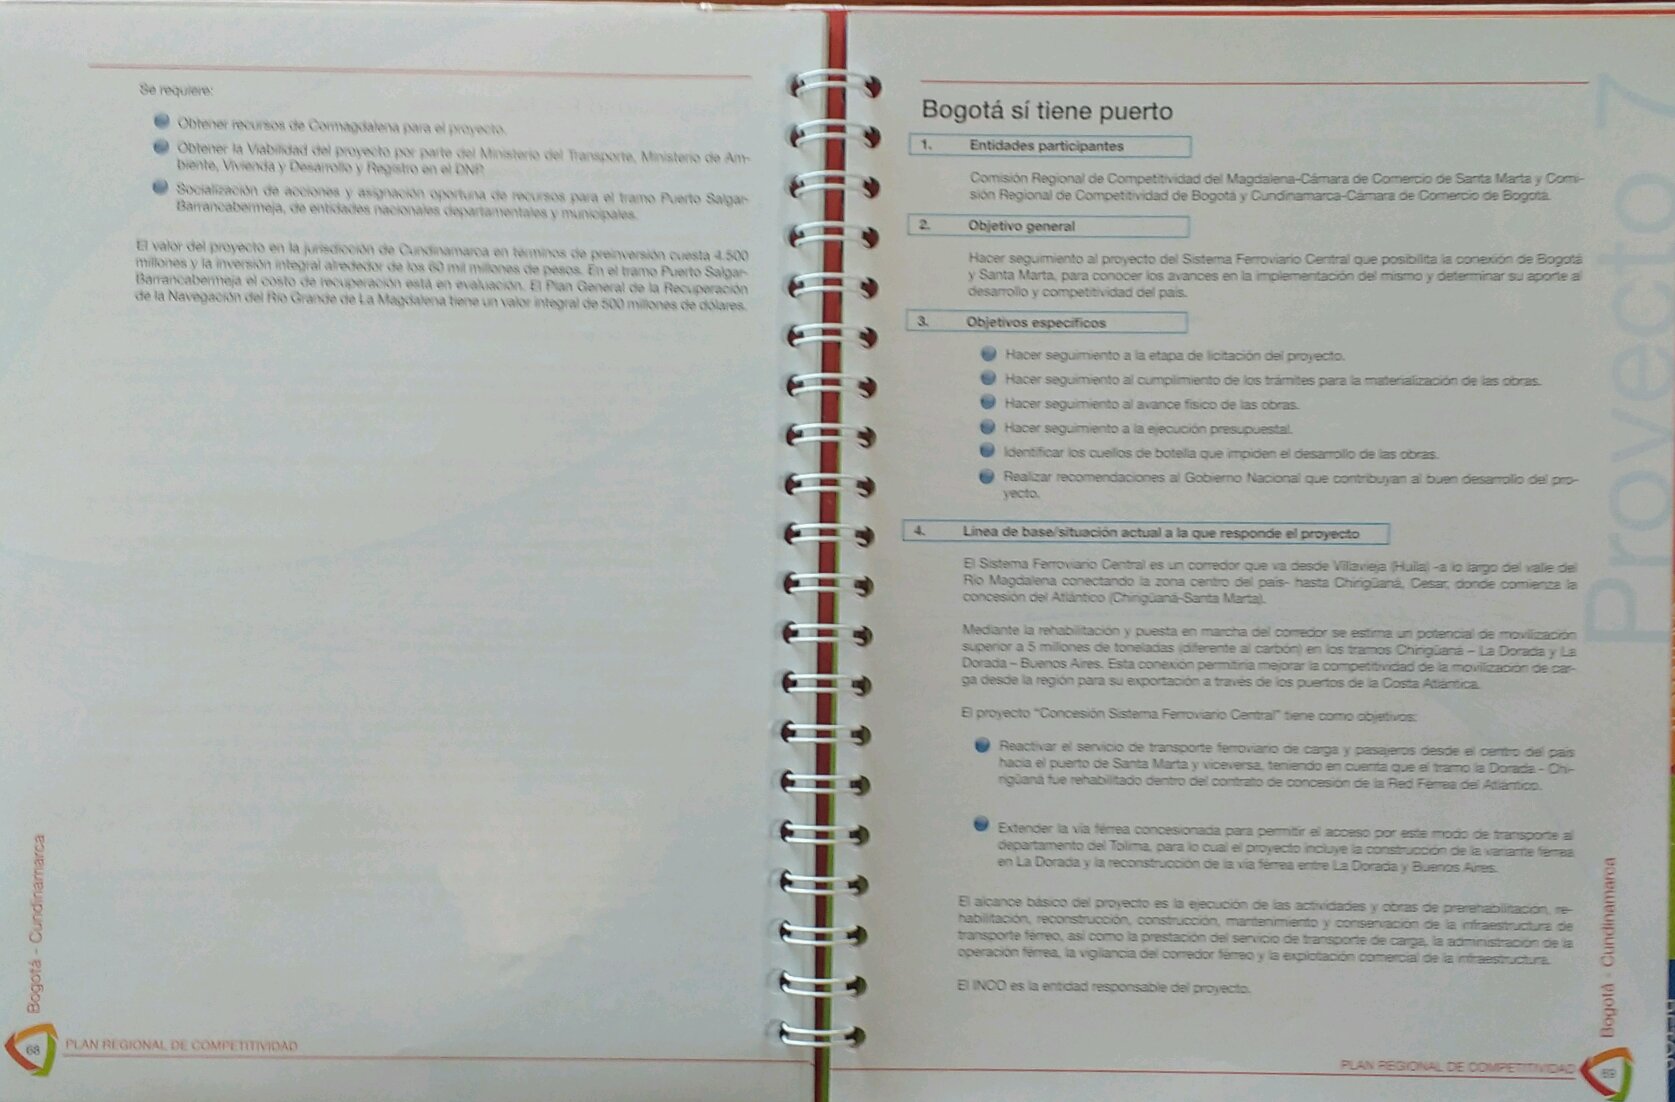 Se requiere:
Obtener recursos de Cormagdalena para el proyecto.
Obtener la Viabilidad del proyecto por parte del Ministerio del Transporte, Ministerio de Am-
biente, Vivienda y Desarrollo y Registro en el DNP.
Socialización de acciones y asignación oportuna de recursos para el tramo Puerto Salgar-
Barrancabermeja, de entidades nacionales departamentales y municipales.
El valor del proyecto en la jurisdicción de Cundinamarca en términos de preinversión cuesta 4.500
millones y la inversión integral alrededor de los 60 mil millones de pesos. En el tramo Puerto Salgar-
Barrancabermeja el costo de recuperación está en evaluación. El Plan General de la Recuperación
de la Navegación del Río Grande de La Magdalena tiene un valor integral de 500 millones de dólares.
Bogotá - Cundinamarca
68
PLAN REGIONAL DE COMPETITIVIDAD
Proyecto 7
Bogotá sí tiene puerto
1. Entidades participantes
Comisión Regional de Competitividad del Magdalena-Cámara de Comercio de Santa Marta y Comi-
sión Regional de Competitividad de Bogotá y Cundinamarca-Cámara de Comercio de Bogotá.
2. Objetivo general
Hacer seguimiento al proyecto del Sistema Ferroviario Central que posibilita la conexión de Bogotá
y Santa Marta, para conocer los avances en la implementación del mismo y determinar su aporte al
desarrollo y competitividad del país.
3. Objetivos específicos
Hacer seguimiento a la etapa de licitación del proyecto.
Hacer seguimiento al cumplimiento de los trámites para la materialización de las obras.
Hacer seguimiento al avance físico de las obras.
Hacer seguimiento a la ejecución presupuestal.
Identificar los cuellos de botella que impiden el desarrollo de las obras.
Realizar recomendaciones al Gobierno Nacional que contribuyan al buen desarrollo del pro-
yecto.
4. Línea de base/situación actual a la que responde el proyecto
El Sistema Ferroviario Central es un corredor que va desde Villavieja (Huila) -a lo largo del valle del
Río Magdalena conectando la zona centro del país- hasta Chirigüaná, Cesar, donde comienza la
concesión del Atlántico (Chirigüaná-Santa Marta).
Mediante la rehabilitación y puesta en marcha del corredor se estima un potencial de movilización
superior a 5 millones de toneladas (diferente al carbón) en los tramos Chirigüaná – La Dorada y La
Dorada – Buenos Aires. Esta conexión permitiría mejorar la competitividad de la movilización de car-
ga desde la región para su exportación a través de los puertos de la Costa Atlántica.
El proyecto "Concesión Sistema Ferroviario Central" tiene como objetivos:
Reactivar el servicio de transporte ferroviario de carga y pasajeros desde el centro del país
hacia el puerto de Santa Marta y viceversa, teniendo en cuenta que el tramo la Dorada - Chi-
rigüaná fue rehabilitado dentro del contrato de concesión de la Red Férrea del Atlántico.
Extender la vía férrea concesionada para permitir el acceso por este modo de transporte al
departamento del Tolima, para lo cual el proyecto incluye la construcción de la variante férrea
en La Dorada y la reconstrucción de la vía férrea entre La Dorada y Buenos Aires.
El alcance básico del proyecto es la ejecución de las actividades y obras de prerehabilitación, re-
habilitación, reconstrucción, construcción, mantenimiento y conservación de la infraestructura de
transporte férreo, así como la prestación del servicio de transporte de carga, la administración de la
operación férrea, la vigilancia del corredor férreo y la explotación comercial de la infraestructura.
El INCO es la entidad responsable del proyecto.
Bogotá - Cundinamarca
PLAN REGIONAL DE COMPETITIVIDAD
69